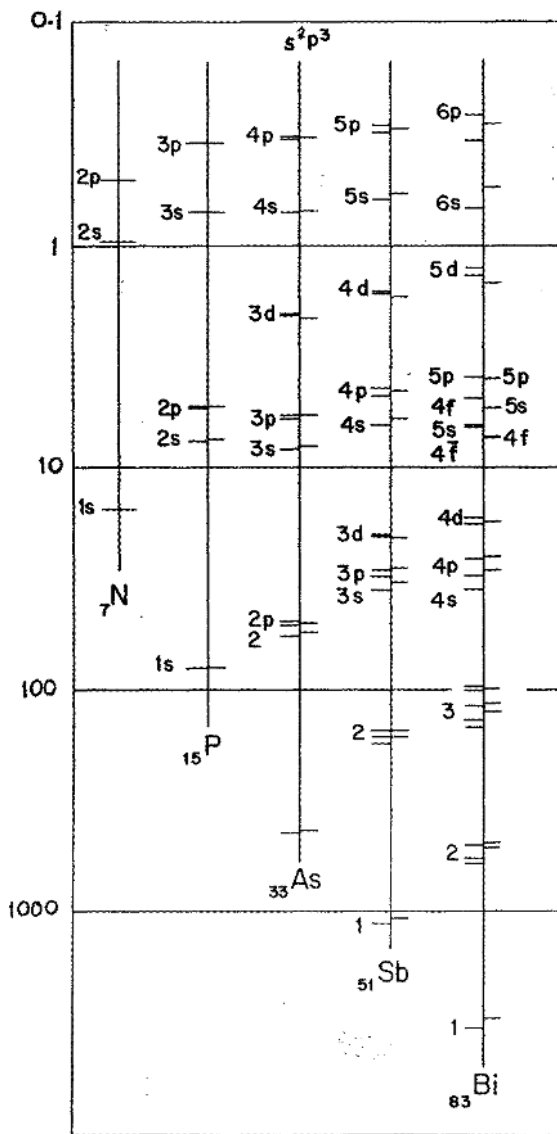 0.1
s²p³
6p
5p
4p
3p
2p
5s
6s
4s
3s
2s
1
5d
4d
3d
5p 5p
4p
4f 5s
2p
3p
4s
5s
2s
3s
4f 4f
10
1s
4d
3d
4p
3p
₇N
3s
4s
2p
2
1s
100
3
₁₅P
2
2
₃₃As
1000
1
₅₁Sb
1
₈₃Bi